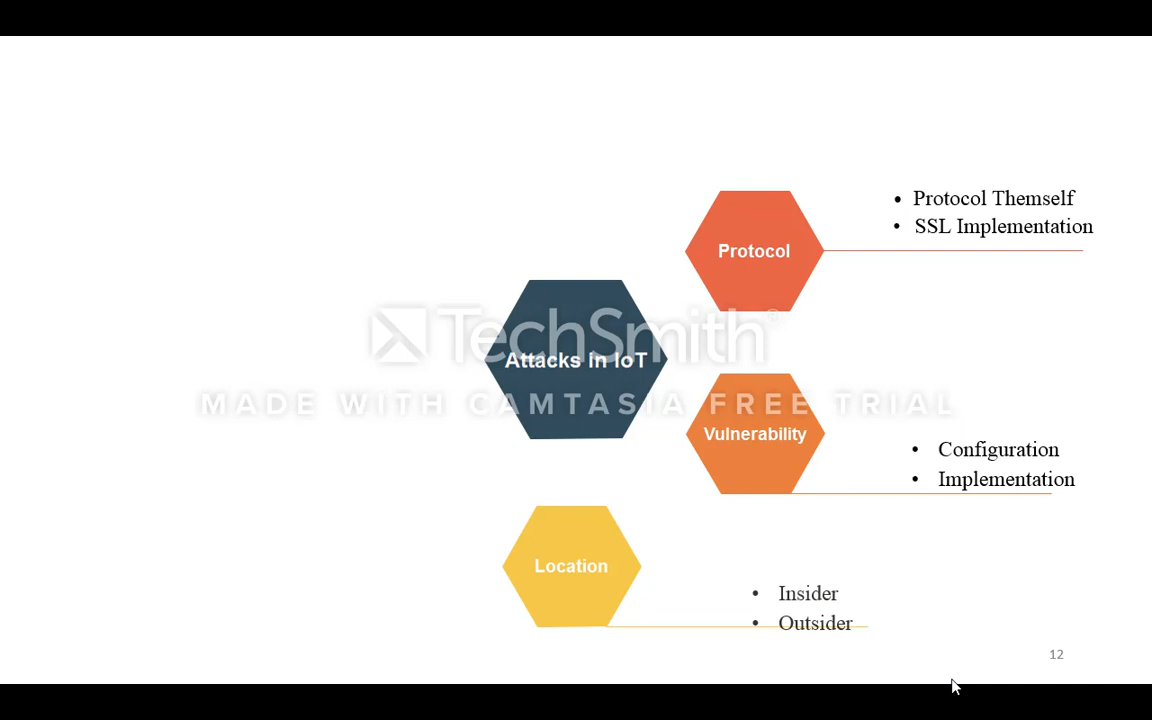 • Protocol Themself
• SSL Implementation
Protocol
TechSmith®
Attacks in IoT
MADE WITH CAMTASIA FREE TRIAL
Vulnerability
• Configuration
• Implementation
Location
• Insider
• Outsider
12